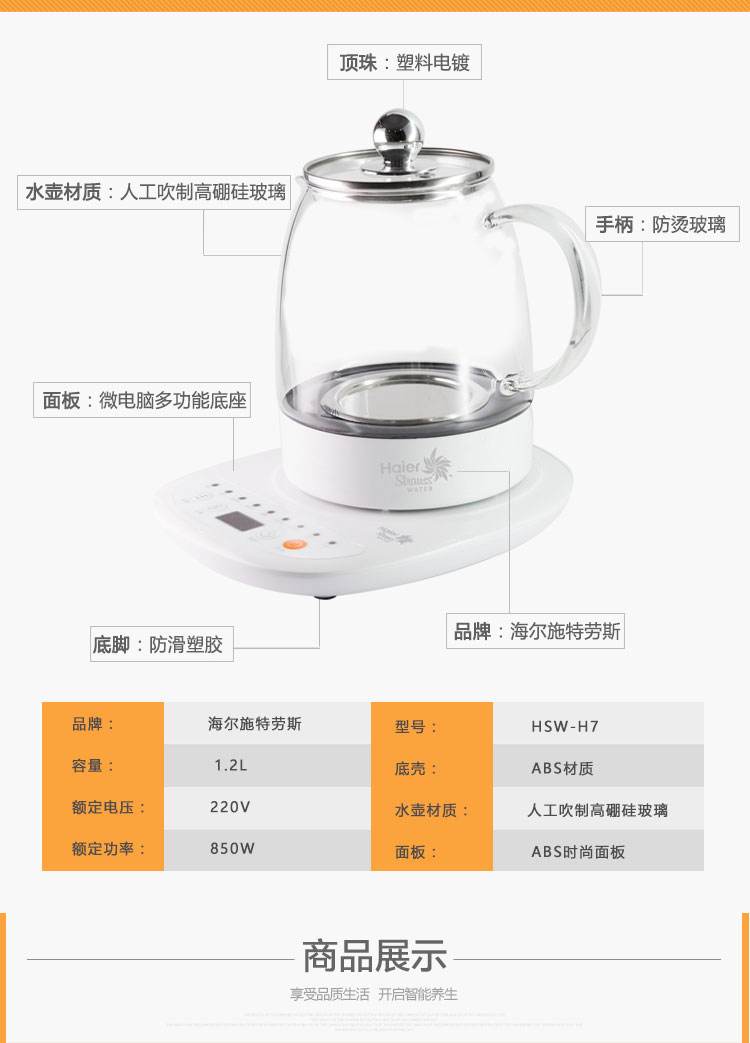 顶珠：塑料电镀
水壶材质：人工吹制高硼硅玻璃
手柄：防烫玻璃
面板：微电脑多功能底座
Haier
Strauss
WATER
Haier
底脚：防滑塑胶
品牌：海尔施特劳斯
品牌： 海尔施特劳斯 型号： HSW-H7
容量： 1.2L 底壳： ABS材质
额定电压： 220V 水壶材质： 人工吹制高硼硅玻璃
额定功率： 850W 面板： ABS时尚面板
商品展示
享受品质生活 开启智能养生